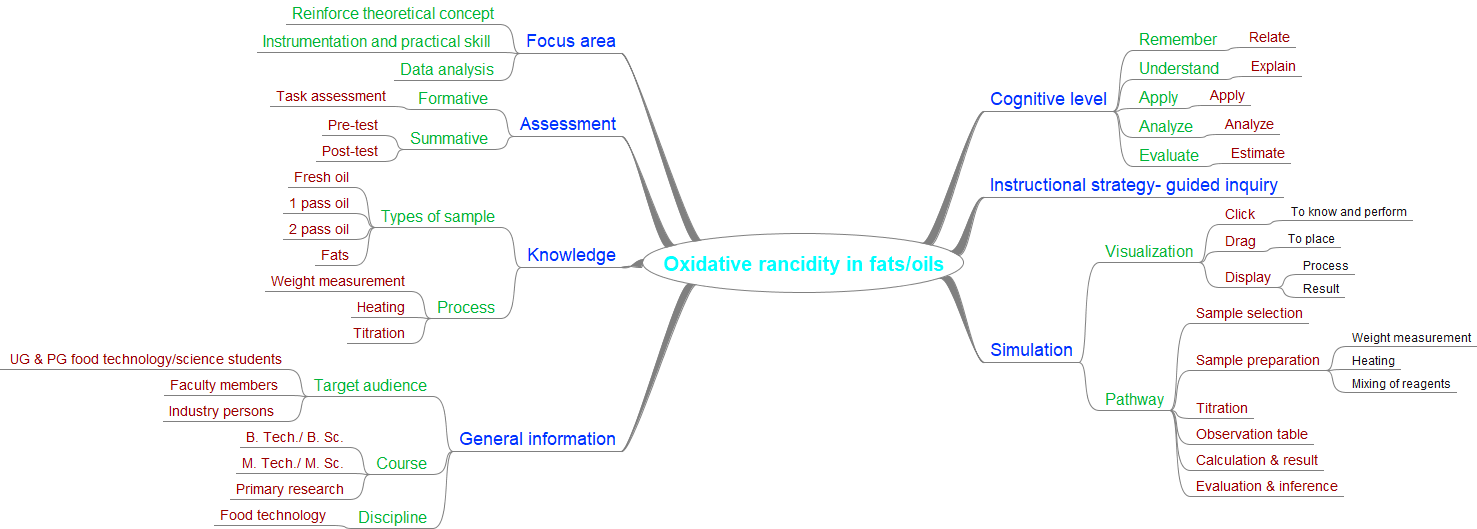 Oxidative rancidity in fats/oils
Focus area
Reinforce theoretical concept
Instrumentation and practical skill
Data analysis
Assessment
Formative
Task assessment
Summative
Pre-test
Post-test
Knowledge
Types of sample
Fresh oil
1 pass oil
2 pass oil
Fats
Process
Weight measurement
Heating
Titration
General information
Target audience
UG & PG food technology/science students
Faculty members
Industry persons
Course
B. Tech./ B. Sc.
M. Tech./ M. Sc.
Primary research
Discipline
Food technology
Cognitive level
Remember
Relate
Understand
Explain
Apply
Apply
Analyze
Analyze
Evaluate
Estimate
Instructional strategy- guided inquiry
Simulation
Visualization
Click
To know and perform
Drag
To place
Display
Process
Result
Pathway
Sample selection
Sample preparation
Weight measurement
Heating
Mixing of reagents
Titration
Observation table
Calculation & result
Evaluation & inference